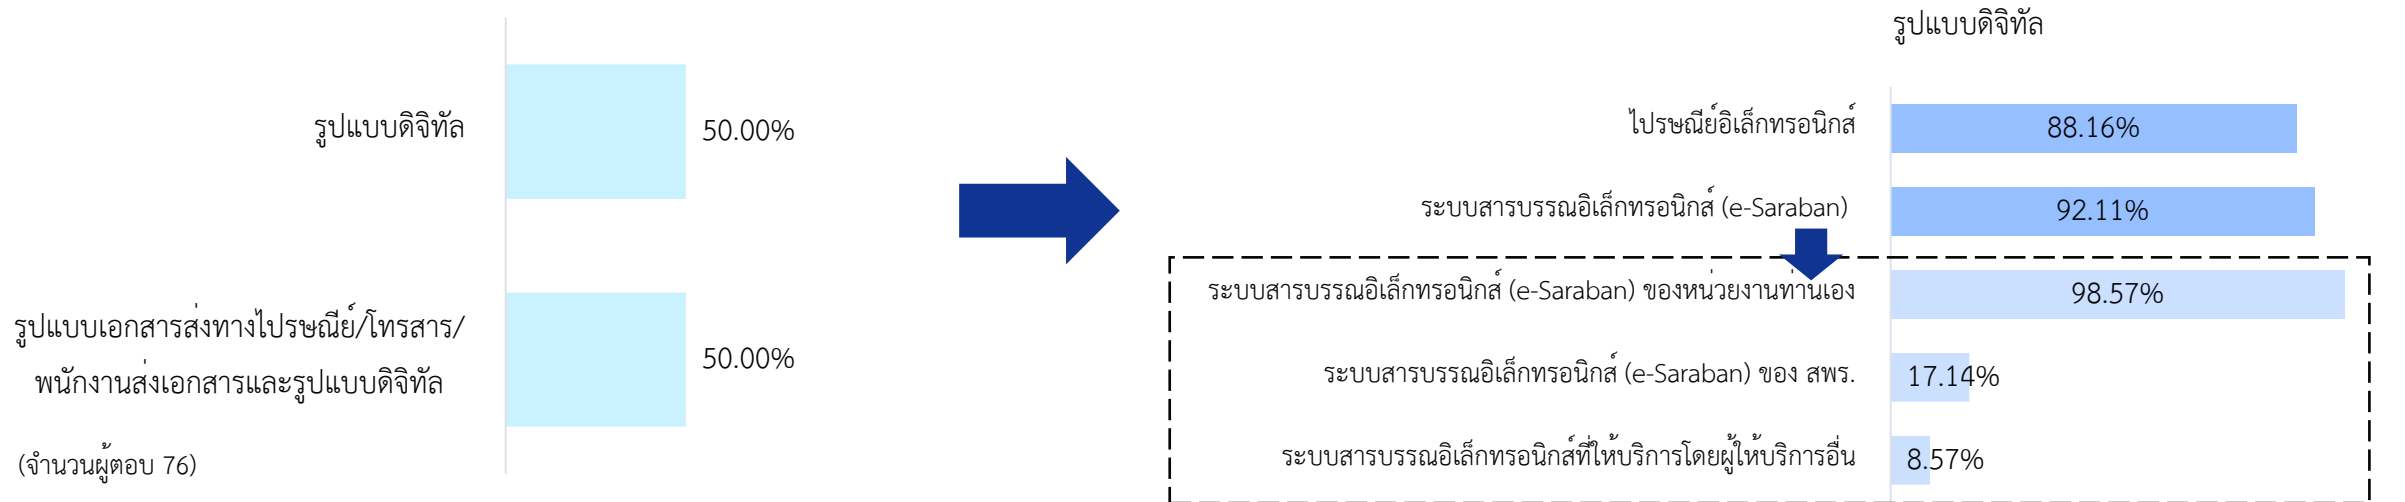 รูปแบบดิจิทัล
50.00%
รูปแบบเอกสารส่งทางไปรษณีย์/โทรสาร/
พนักงานส่งเอกสารและรูปแบบดิจิทัล
50.00%
(จำนวนผู้ตอบ 76)
รูปแบบดิจิทัล
ไปรษณีย์อิเล็กทรอนิกส์
88.16%
ระบบสารบรรณอิเล็กทรอนิกส์ (e-Saraban)
92.11%
ระบบสารบรรณอิเล็กทรอนิกส์ (e-Saraban) ของหน่วยงานท่านเอง
98.57%
ระบบสารบรรณอิเล็กทรอนิกส์ (e-Saraban) ของ สพร.
17.14%
ระบบสารบรรณอิเล็กทรอนิกส์ที่ให้บริการโดยผู้ให้บริการอื่น
8.57%